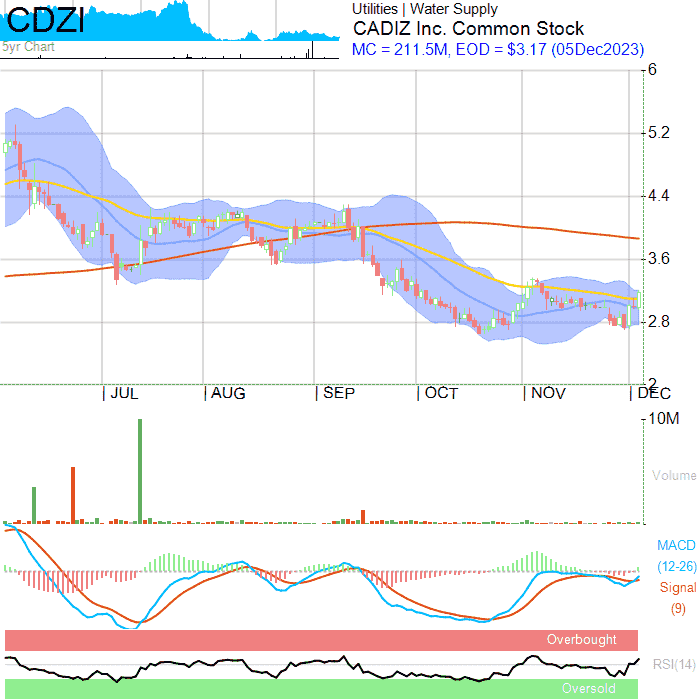 CDZI
5yr Chart
Utilities | Water Supply
CADIZ Inc. Common Stock
MC = 211.5M, EOD = $3.17 (05Dec2023)
6
5.2
4.4
3.6
2.8
2
| JUL | AUG | SEP | OCT | NOV | DEC
10M
Volume
0
MACD
(12-26)
Signal
(9)
Overbought
RSI(14)
Oversold